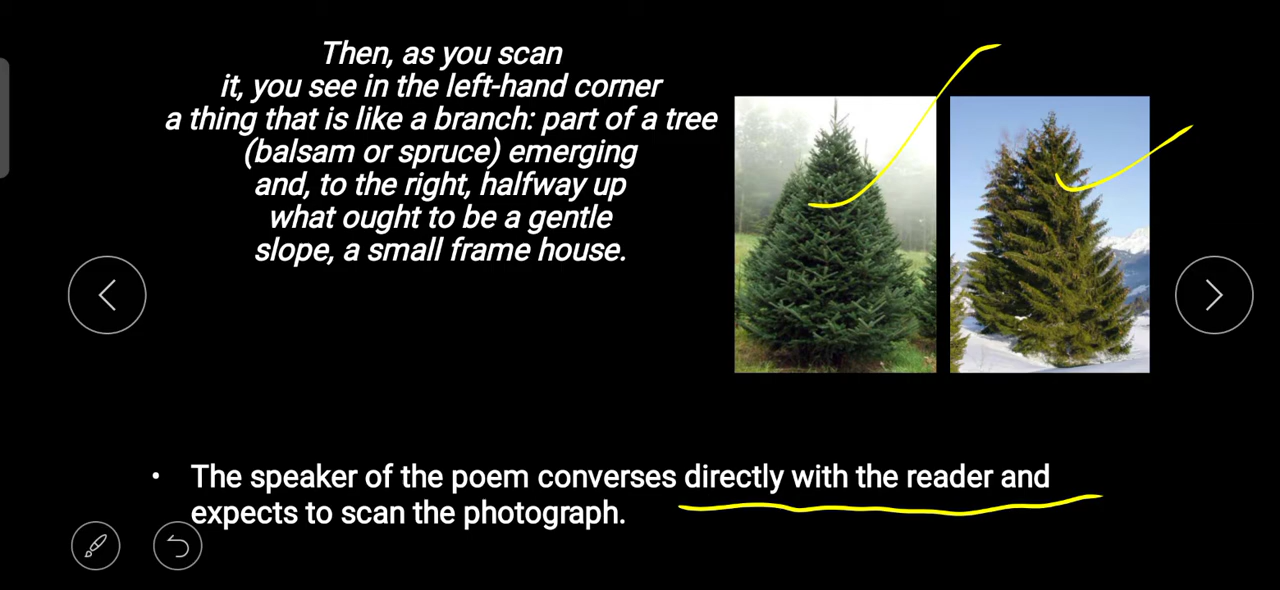 Then, as you scan
it, you see in the left-hand corner
a thing that is like a branch: part of a tree
(balsam or spruce) emerging
and, to the right, halfway up
what ought to be a gentle
slope, a small frame house.
• The speaker of the poem converses directly with the reader and
expects to scan the photograph.